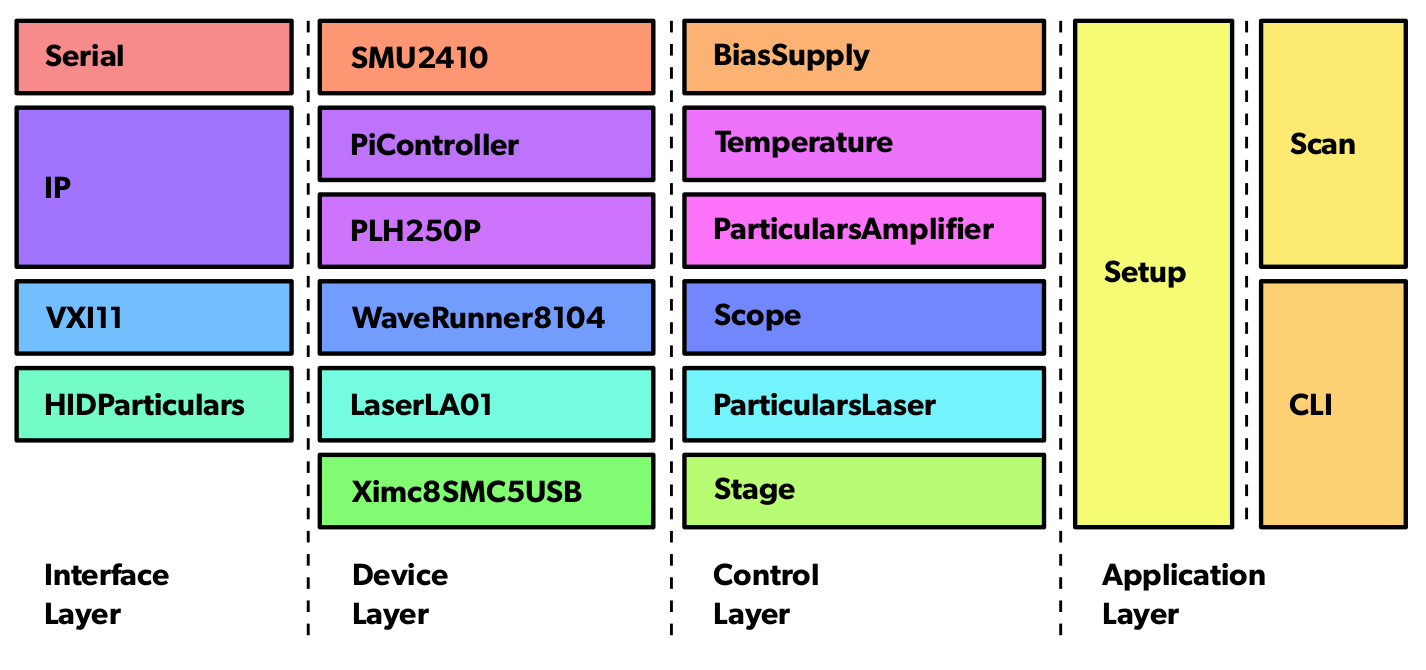 Serial
SMU2410
BiasSupply
PiController
Temperature
Scan
IP
PLH250P
ParticularsAmplifier
Setup
VXI11
WaveRunner8104
Scope
HIDParticulars
LaserLA01
ParticularsLaser
CLI
Ximc8SMC5USB
Stage
Interface
Layer
Device
Layer
Control
Layer
Application
Layer